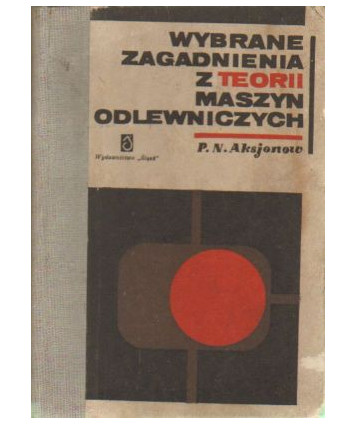 WYBRANE
ZAGADNIENIA
Z TEORII
MASZYN
ODLEWNICZYCH
P. N. Aksjonow
Wydawnictwo „Śląsk”